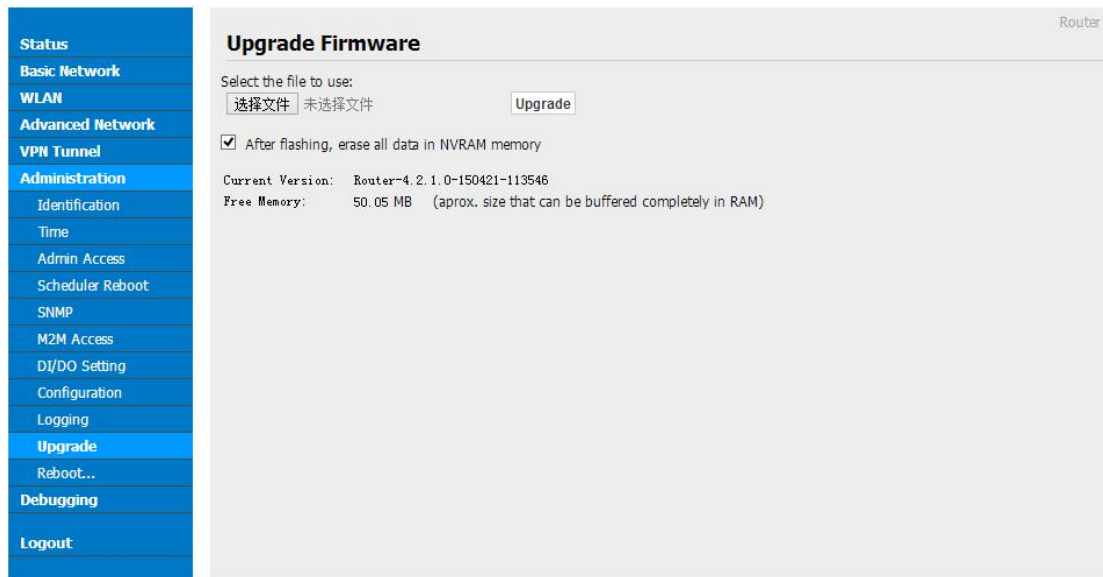 Router
Status
Basic Network
WLAN
Advanced Network
VPN Tunnel
Administration
Identification
Time
Admin Access
Scheduler Reboot
SNMP
M2M Access
DI/DO Setting
Configuration
Logging
Upgrade
Reboot...
Debugging
Logout
Upgrade Firmware
Select the file to use:
选择文件 未选择文件 Upgrade
After flashing, erase all data in NVRAM memory
Current Version: Router-4.2.1.0-150421-113546
Free Memory: 50.05 MB (aprox. size that can be buffered completely in RAM)